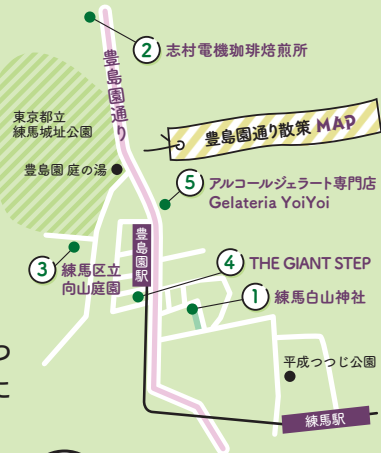 ② 志村電機珈琲焙煎所
豊島園通り
東京都立
練馬城址公園
豊島園通り散策 MAP
豊島園 庭の湯
⑤ アルコールジェラート専門店
Gelateria YoiYoi
豊島園駅
③ 練馬区立
向山庭園
④ THE GIANT STEP
① 練馬白山神社
つ
に
平成つつじ公園
練馬駅